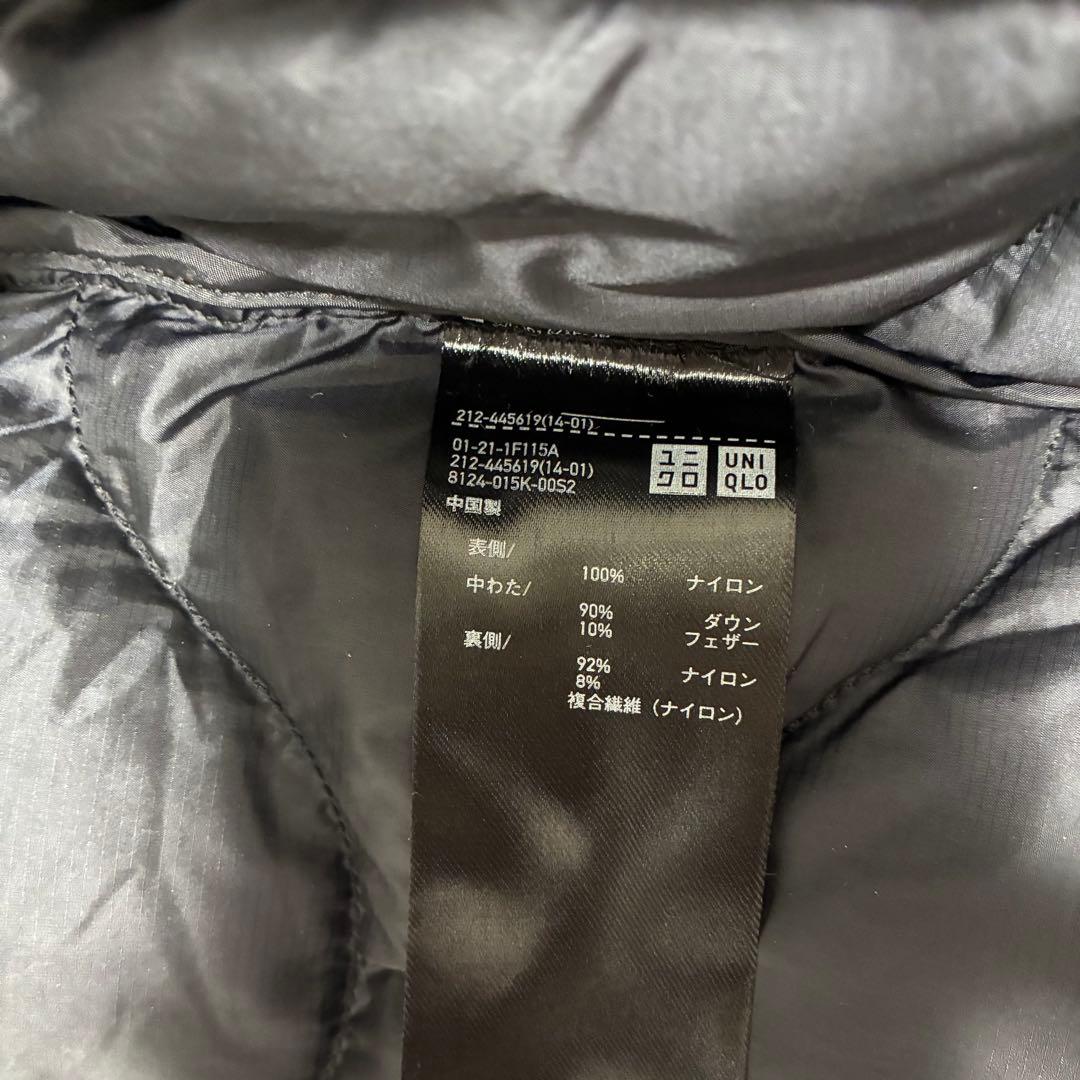 212-445619(14-01)
01-21-1F115A
212-445619(14-01)
8124-015K-00S2
ユニクロ
UNIQLO
中国製
表側/
100% ナイロン
中わた/
90% ダウン
10% フェザー
裏側/
92% ナイロン
8%
複合繊維（ナイロン）